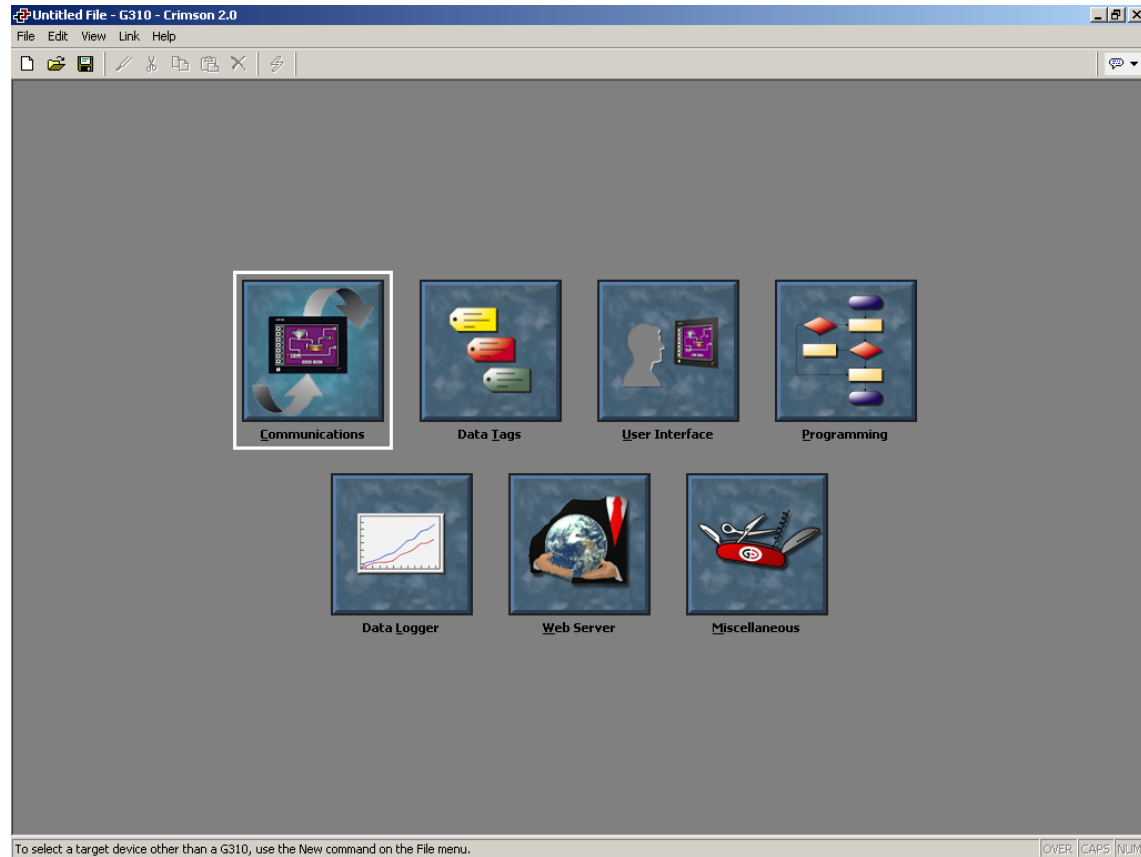 Untitled File - G310 - Crimson 2.0
File Edit View Link Help
Communications Data Tags User Interface Programming
Data Logger Web Server Miscellaneous
To select a target device other than a G310, use the New command on the File menu. OVER CAPS NUM